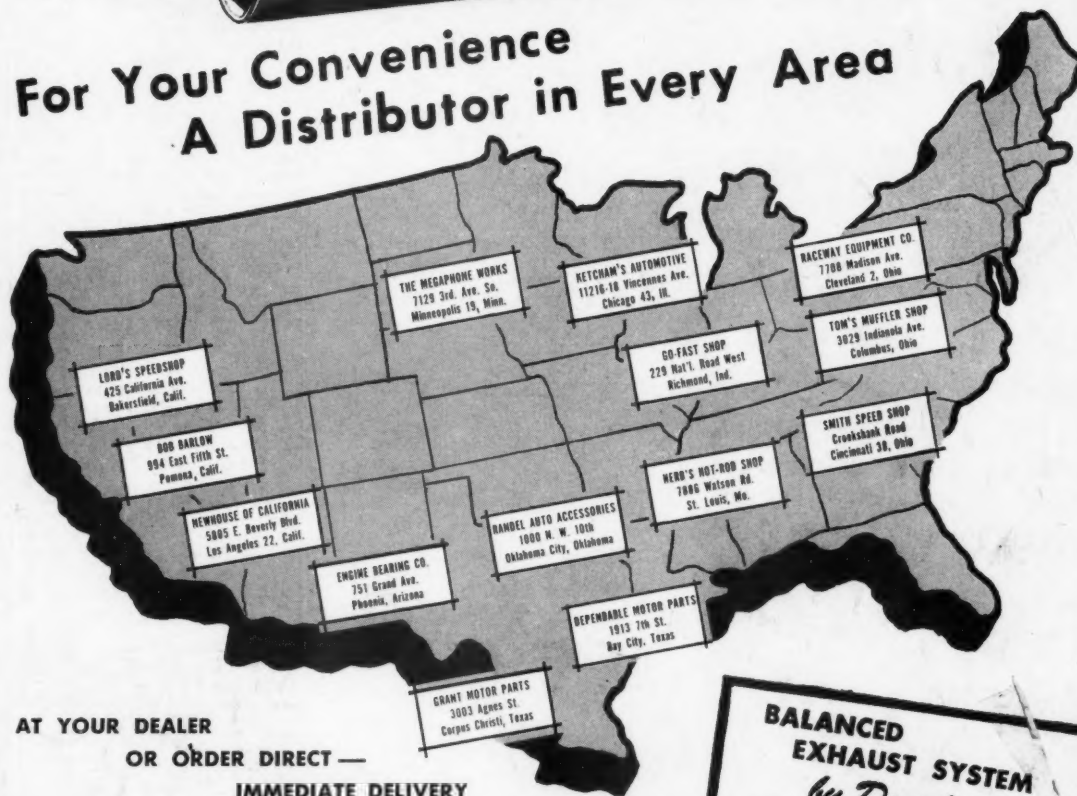 For Your Convenience
A Distributor in Every Area
THE MEGAPHONE WORKS
7129 3rd. Ave. So.
Minneapolis 19, Minn.
KETCHAM'S AUTOMOTIVE
11216-18 Vincennes Ave.
Chicago 43, Ill.
RACEWAY EQUIPMENT CO.
7708 Madison Ave.
Cleveland 2, Ohio
TOM'S MUFFLER SHOP
3029 Indianola Ave.
Columbus, Ohio
GO-FAST SHOP
229 Nat'l. Road West
Richmond, Ind.
LORD'S SPEEDSHOP
425 California Ave.
Bakersfield, Calif.
BOB BARLOW
994 East Fifth St.
Pomona, Calif.
SMITH SPEED SHOP
Crookshank Road
Cincinnati 38, Ohio
HERB'S HOT-ROD SHOP
7886 Watson Rd.
St. Louis, Mo.
NEWHOUSE OF CALIFORNIA
5805 E. Beverly Blvd.
Los Angeles 22, Calif.
RANDEL AUTO ACCESSORIES
1000 N. W. 10th
Oklahoma City, Oklahoma
ENGINE BEARING CO.
751 Grand Ave.
Phoenix, Arizona
DEPENDABLE MOTOR PARTS
1913 7th St.
Bay City, Texas
GRANT MOTOR PARTS
3003 Agnes St.
Corpus Christi, Texas
AT YOUR DEALER
OR ORDER DIRECT —
IMMEDIATE DELIVERY
BALANCED
EXHAUST SYSTEM
by